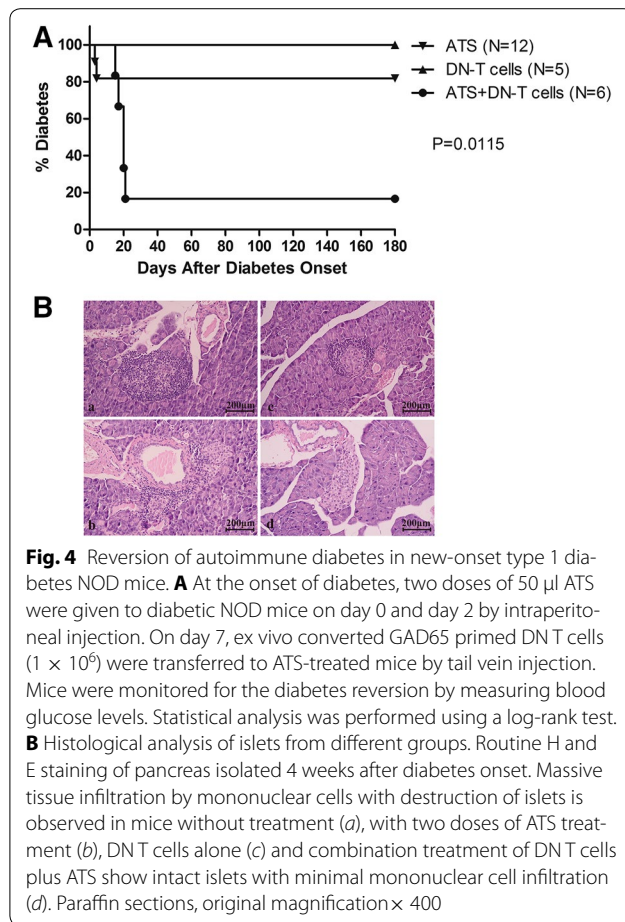 A
% Diabetes
100
80
60
40
20
0
0 20 40 60 80 100 120 140 160 180
Days After Diabetes Onset
ATS (N=12)
DN-T cells (N=5)
ATS+DN-T cells (N=6)
P=0.0115
B
a
200μm
c
200μm
b
200μm
d
200μm
Fig. 4 Reversion of autoimmune diabetes in new-onset type 1 dia-
betes NOD mice. A At the onset of diabetes, two doses of 50 μl ATS
were given to diabetic NOD mice on day 0 and day 2 by intraperito-
neal injection. On day 7, ex vivo converted GAD65 primed DN T cells
(1 × 10⁶) were transferred to ATS-treated mice by tail vein injection.
Mice were monitored for the diabetes reversion by measuring blood
glucose levels. Statistical analysis was performed using a log-rank test.
B Histological analysis of islets from different groups. Routine H and
E staining of pancreas isolated 4 weeks after diabetes onset. Massive
tissue infiltration by mononuclear cells with destruction of islets is
observed in mice without treatment (a), with two doses of ATS treat-
ment (b), DN T cells alone (c) and combination treatment of DN T cells
plus ATS show intact islets with minimal mononuclear cell infiltration
(d). Paraffin sections, original magnification × 400